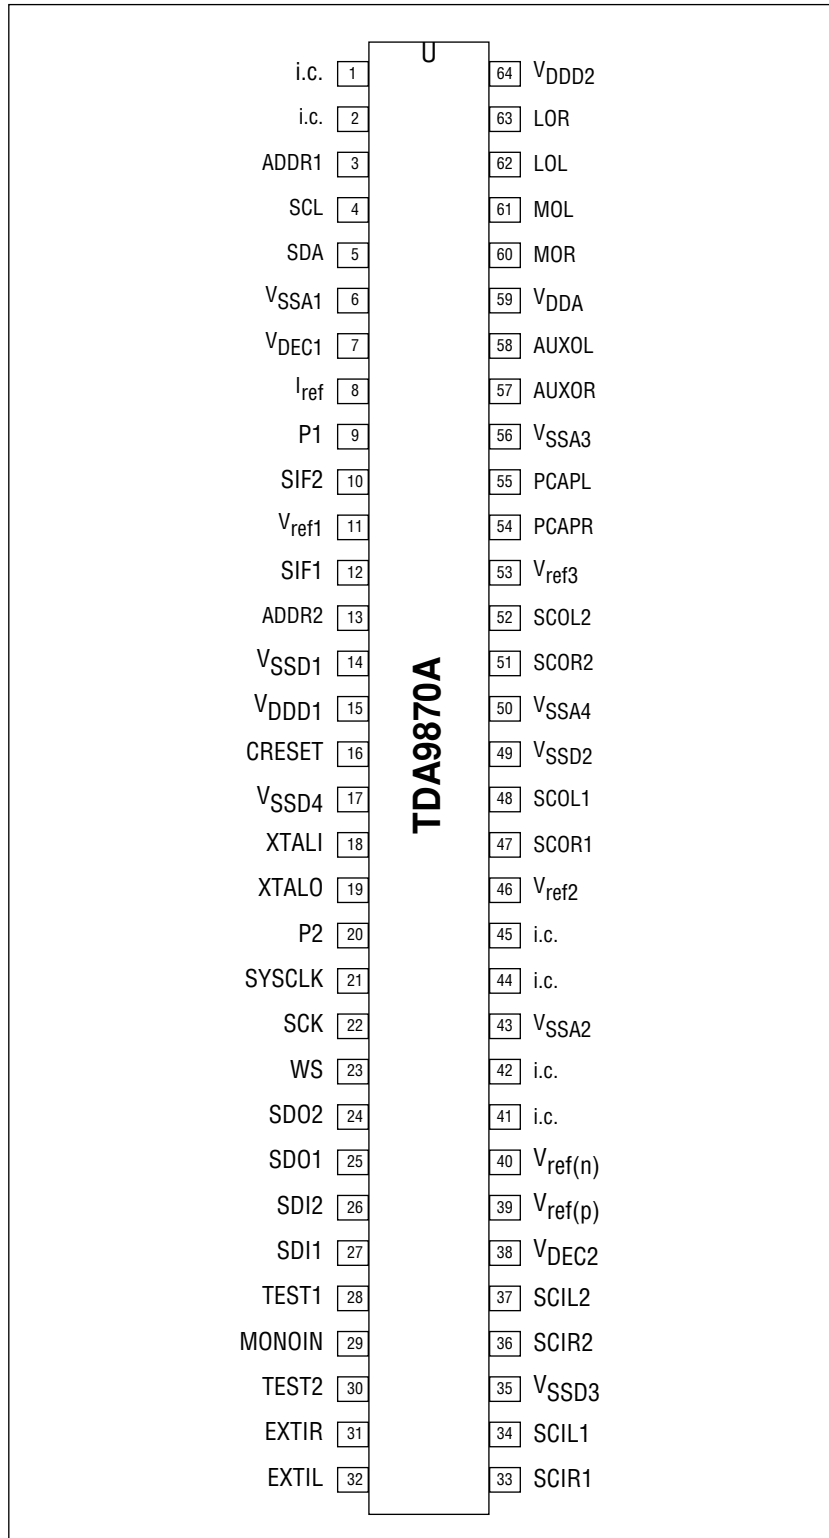 i.c. 1 64 VDDD2
i.c. 2 63 LOR
ADDR1 3 62 LOL
SCL 4 61 MOL
SDA 5 60 MOR
VSSA1 6 59 VDDA
VDEC1 7 58 AUXOL
Iref 8 57 AUXOR
P1 9 56 VSSA3
SIF2 10 55 PCAPL
Vref1 11 54 PCAPR
SIF1 12 53 Vref3
ADDR2 13 52 SCOL2
VSSD1 14 51 SCOR2
VDDD1 15 50 VSSA4
CRESET 16 49 VSSD2
VSSD4 17 48 SCOL1
XTALI 18 47 SCOR1
XTALO 19 46 Vref2
P2 20 45 i.c.
SYSCLK 21 44 i.c.
SCK 22 43 VSSA2
WS 23 42 i.c.
SDO2 24 41 i.c.
SDO1 25 40 Vref(n)
SDI2 26 39 Vref(p)
SDI1 27 38 VDEC2
TEST1 28 37 SCIL2
MONOIN 29 36 SCIR2
TEST2 30 35 VSSD3
EXTIR 31 34 SCIL1
EXTIL 32 33 SCIR1
TDA9870A